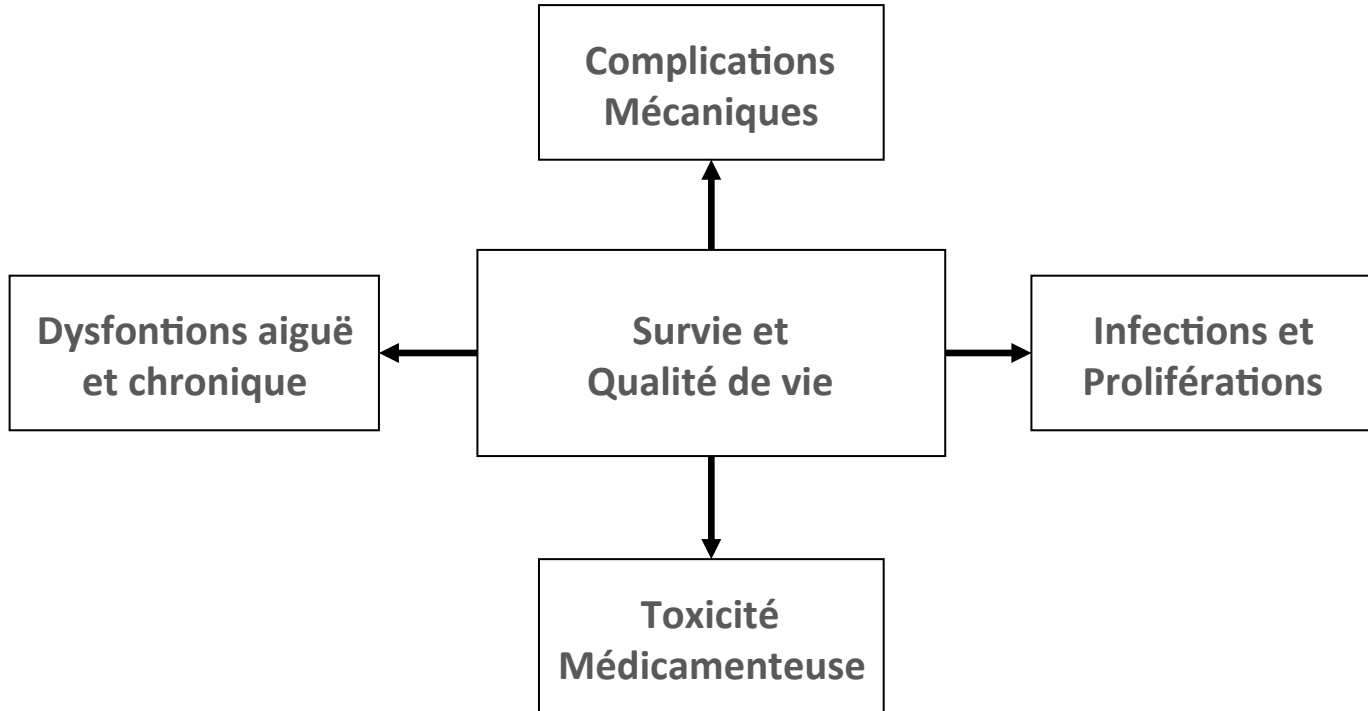 Complications
Mécaniques
Dysfontions aiguë
et chronique
Survie et
Qualité de vie
Infections et
Proliférations
Toxicité
Médicamenteuse